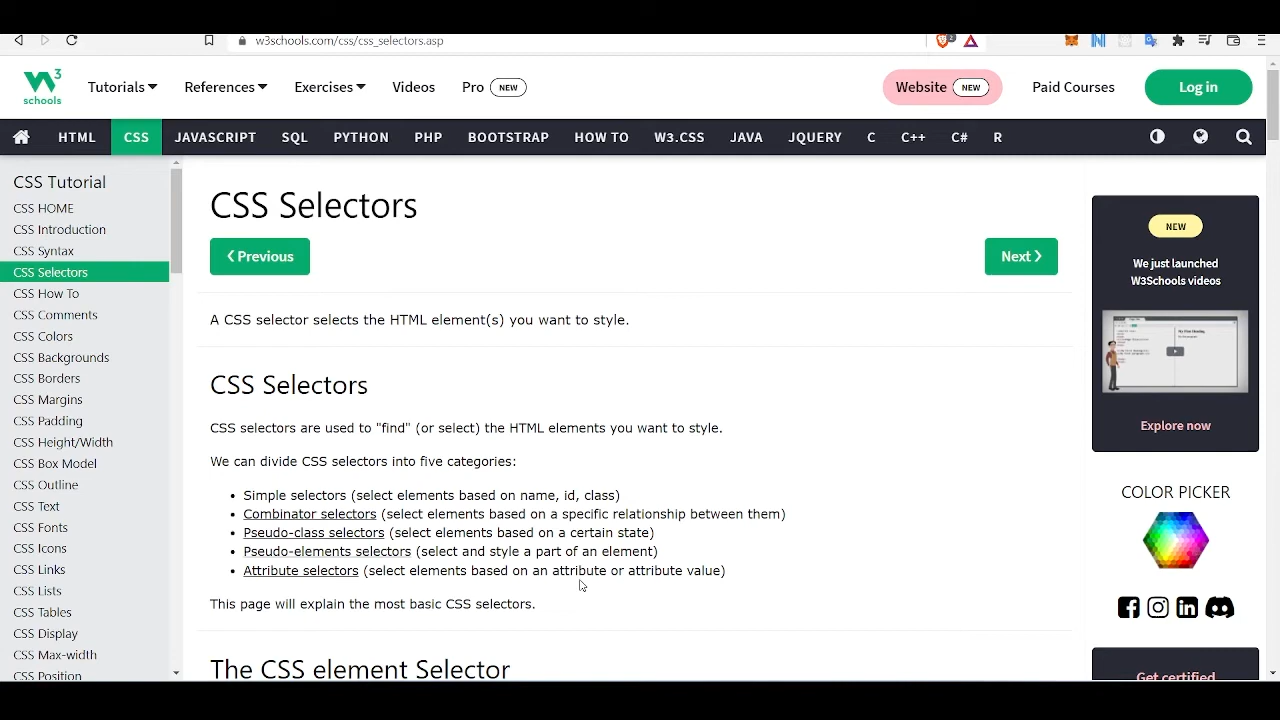 w3schools.com/css/css_selectors.asp
2
3
schools
Tutorials
References
Exercises
Videos
Pro
NEW
Website
NEW
Paid Courses
Log in
HTML
CSS
JAVASCRIPT
SQL
PYTHON
PHP
BOOTSTRAP
HOW TO
W3.CSS
JAVA
JQUERY
C
C++
C#
R
CSS Tutorial
CSS HOME
CSS Introduction
CSS Syntax
CSS Selectors
CSS How To
CSS Comments
CSS Colors
CSS Backgrounds
CSS Borders
CSS Margins
CSS Padding
CSS Height/Width
CSS Box Model
CSS Outline
CSS Text
CSS Fonts
CSS Icons
CSS Links
CSS Lists
CSS Tables
CSS Display
CSS Max-width
CSS Position
CSS Selectors
❮ Previous
Next ❯
A CSS selector selects the HTML element(s) you want to style.
CSS Selectors
CSS selectors are used to "find" (or select) the HTML elements you want to style.
We can divide CSS selectors into five categories:
• Simple selectors (select elements based on name, id, class)
• Combinator selectors (select elements based on a specific relationship between them)
• Pseudo-class selectors (select elements based on a certain state)
• Pseudo-elements selectors (select and style a part of an element)
• Attribute selectors (select elements based on an attribute or attribute value)
This page will explain the most basic CSS selectors.
The CSS element Selector
NEW
We just launched
W3Schools videos
Explore now
COLOR PICKER
Get certified